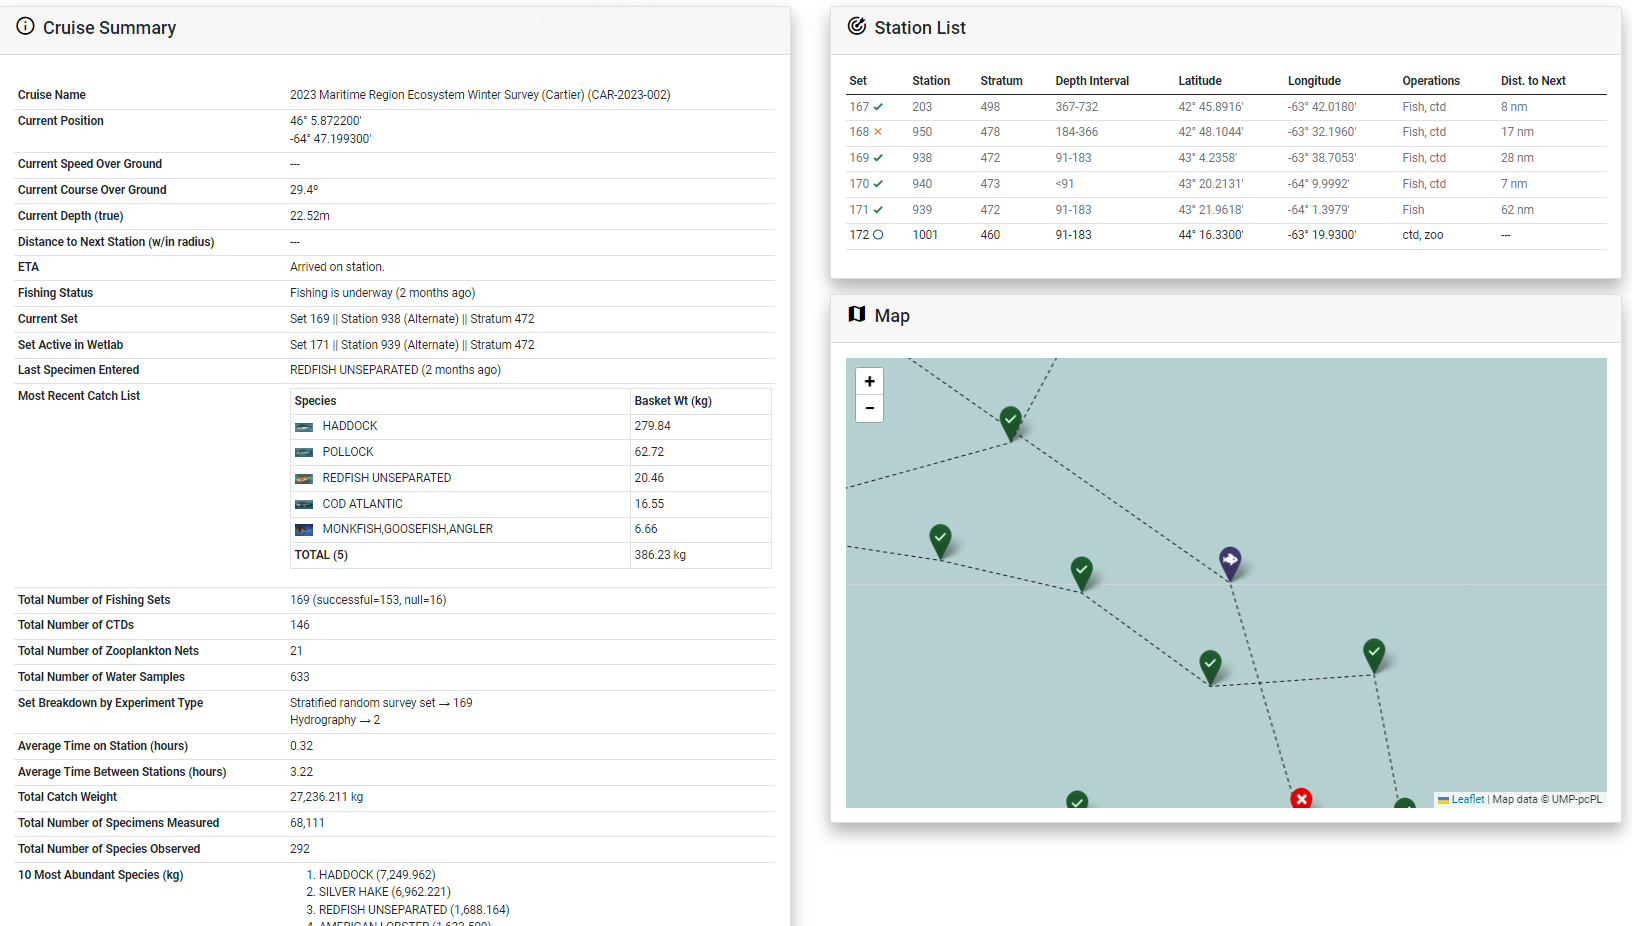 Cruise Summary
Cruise Name 2023 Maritime Region Ecosystem Winter Survey (Cartier) (CAR-2023-002)
Current Position 46° 5.872200'
-64° 47.199300'
Current Speed Over Ground ---
Current Course Over Ground 29.4º
Current Depth (true) 22.52m
Distance to Next Station (w/in radius) ---
ETA Arrived on station.
Fishing Status Fishing is underway (2 months ago)
Current Set Set 169 || Station 938 (Alternate) || Stratum 472
Set Active in Wetlab Set 171 || Station 939 (Alternate) || Stratum 472
Last Specimen Entered REDFISH UNSEPARATED (2 months ago)
Most Recent Catch List
Species Basket Wt (kg)
HADDOCK 279.84
POLLOCK 62.72
REDFISH UNSEPARATED 20.46
COD ATLANTIC 16.55
MONKFISH,GOOSEFISH,ANGLER 6.66
TOTAL (5) 386.23 kg
Total Number of Fishing Sets 169 (successful=153, null=16)
Total Number of CTDs 146
Total Number of Zooplankton Nets 21
Total Number of Water Samples 633
Set Breakdown by Experiment Type Stratified random survey set → 169
Hydrography → 2
Average Time on Station (hours) 0.32
Average Time Between Stations (hours) 3.22
Total Catch Weight 27,236.211 kg
Total Number of Specimens Measured 68,111
Total Number of Species Observed 292
10 Most Abundant Species (kg) 1. HADDOCK (7,249.962)
2. SILVER HAKE (6,962.221)
3. REDFISH UNSEPARATED (1,688.164)
Station List
Set Station Stratum Depth Interval Latitude Longitude Operations Dist. to Next
167 203 498 367-732 42° 45.8916' -63° 42.0180' Fish, ctd 8 nm
168 950 478 184-366 42° 48.1044' -63° 32.1960' Fish, ctd 17 nm
169 938 472 91-183 43° 4.2358' -63° 38.7053' Fish, ctd 28 nm
170 940 473 <91 43° 20.2131' -64° 9.9992' Fish, ctd 7 nm
171 939 472 91-183 43° 21.9618' -64° 1.3979' Fish 62 nm
172 1001 460 91-183 44° 16.3300' -63° 19.9300' ctd, zoo ---
Map
+
−
Leaflet | Map data © UMP-pcPL